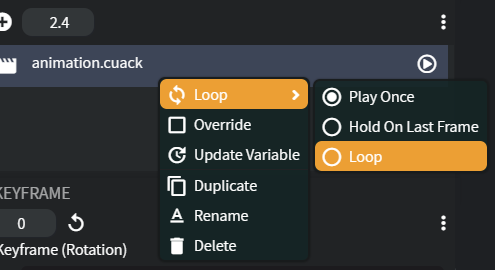 2.4
animation.cuack
Loop
Override
Update Variable
Duplicate
Rename
Delete
Play Once
Hold On Last Frame
Loop
KEYFRAME
0
Keyframe (Rotation)